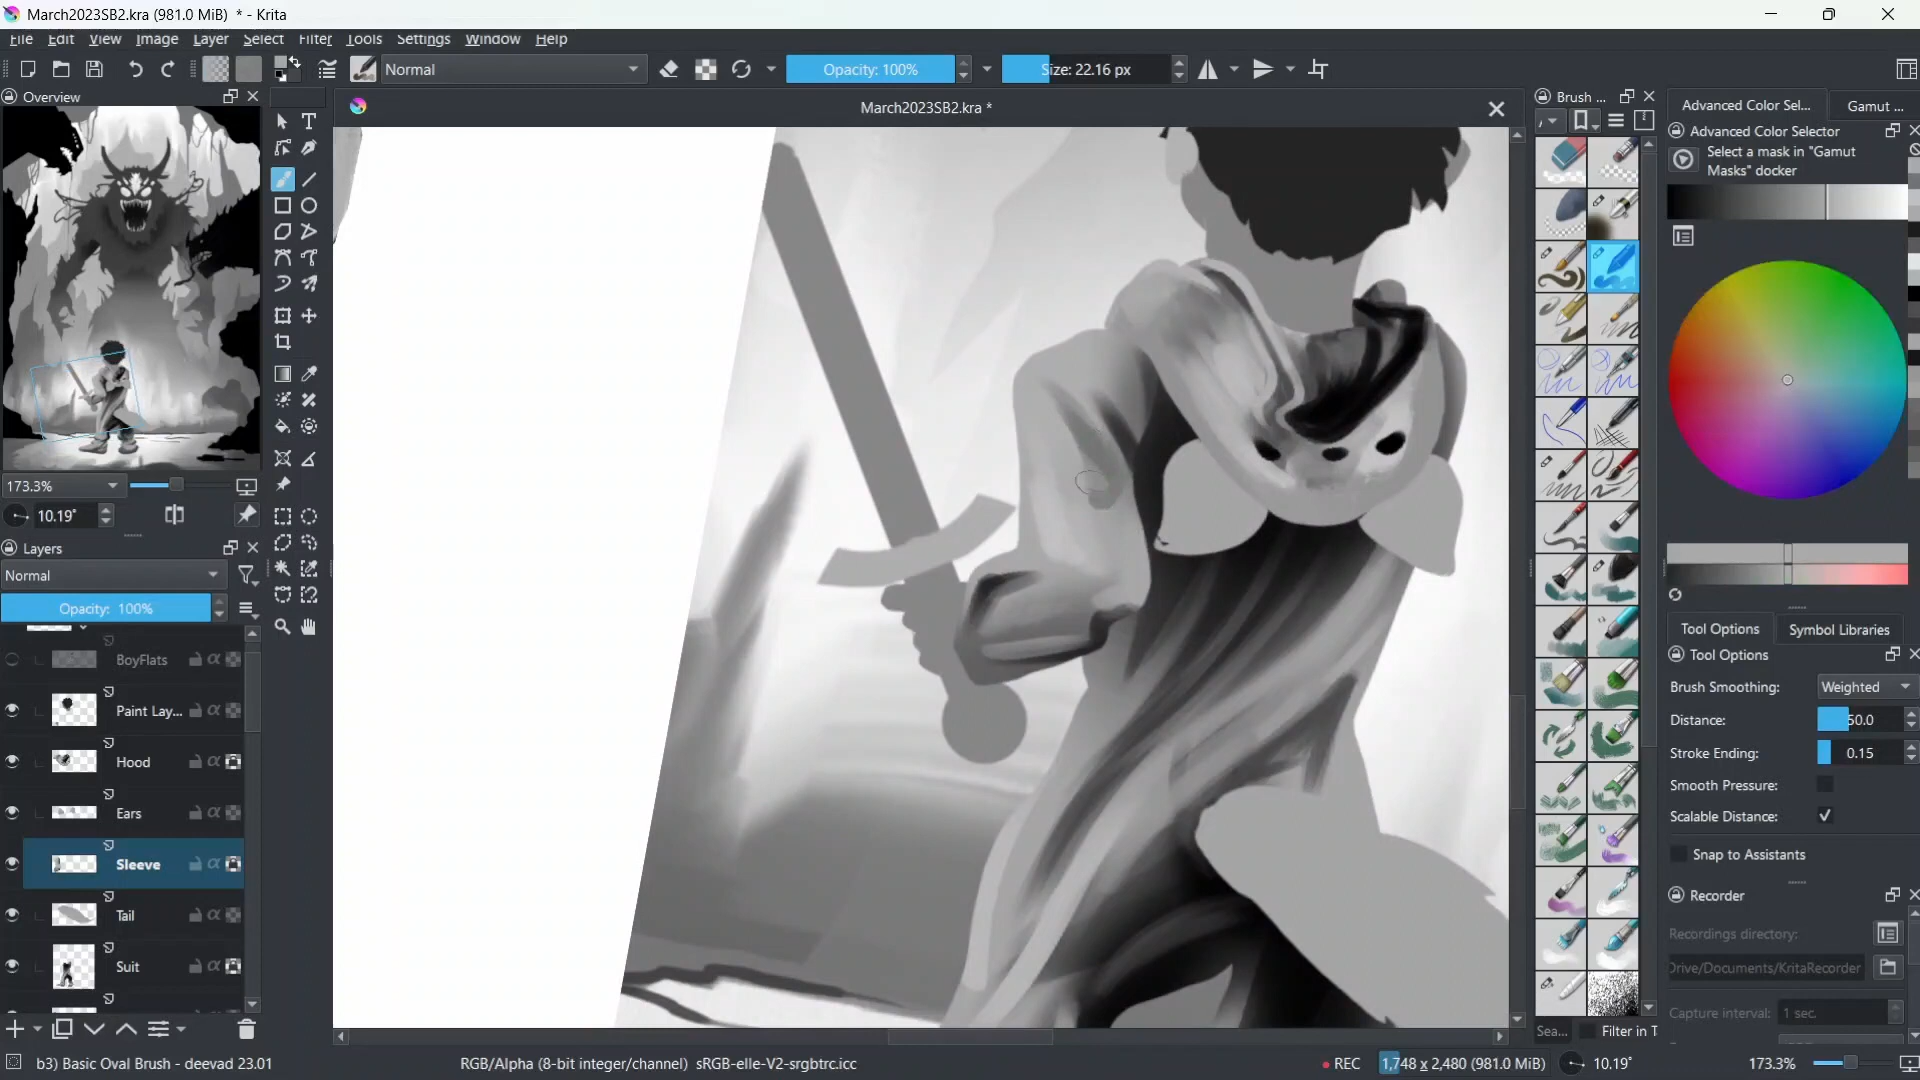 March2023SB2.kra (981.0 MiB) * - Krita
File Edit View Image Layer Select Filter Tools Settings Window Help
Normal
Opacity: 100%
Size: 22.16 px
Overview
March2023SB2.kra *
Brush ...
Advanced Color Sel...
Gamut ...
Advanced Color Selector
Select a mask in "Gamut
Masks" docker
173.3%
10.19°
Layers
Normal
Opacity: 100%
BoyFlats
Paint Lay...
Hood
Ears
Sleeve
Tail
Suit
Tool Options
Symbol Libraries
Tool Options
Brush Smoothing: Weighted
Distance: 50.0
Stroke Ending: 0.15
Smooth Pressure:
Scalable Distance:
Snap to Assistants
Recorder
Recordings directory:
Drive/Documents/KritaRecorder
Capture interval: 1 sec.
Sea...
Filter in T
b3) Basic Oval Brush - deevad 23.01
RGB/Alpha (8-bit integer/channel) sRGB-elle-V2-srgbtrc.icc
REC
1,748 x 2,480 (981.0 MiB)
10.19°
173.3%